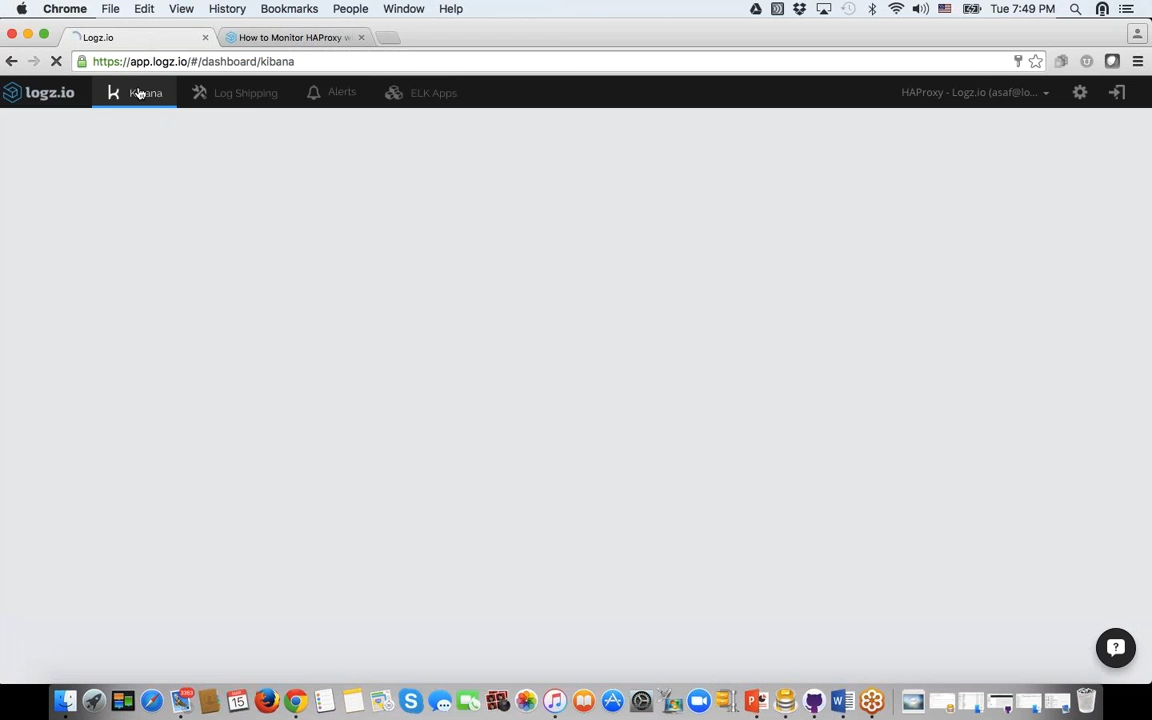 Chrome File Edit View History Bookmarks People Window Help Tue 7:49 PM
Logz.io How to Monitor HAProxy w
https://app.logz.io/#/dashboard/kibana
logz.io Kibana Log Shipping Alerts ELK Apps HAProxy - Logz.io (asaf@lo...
3393
15